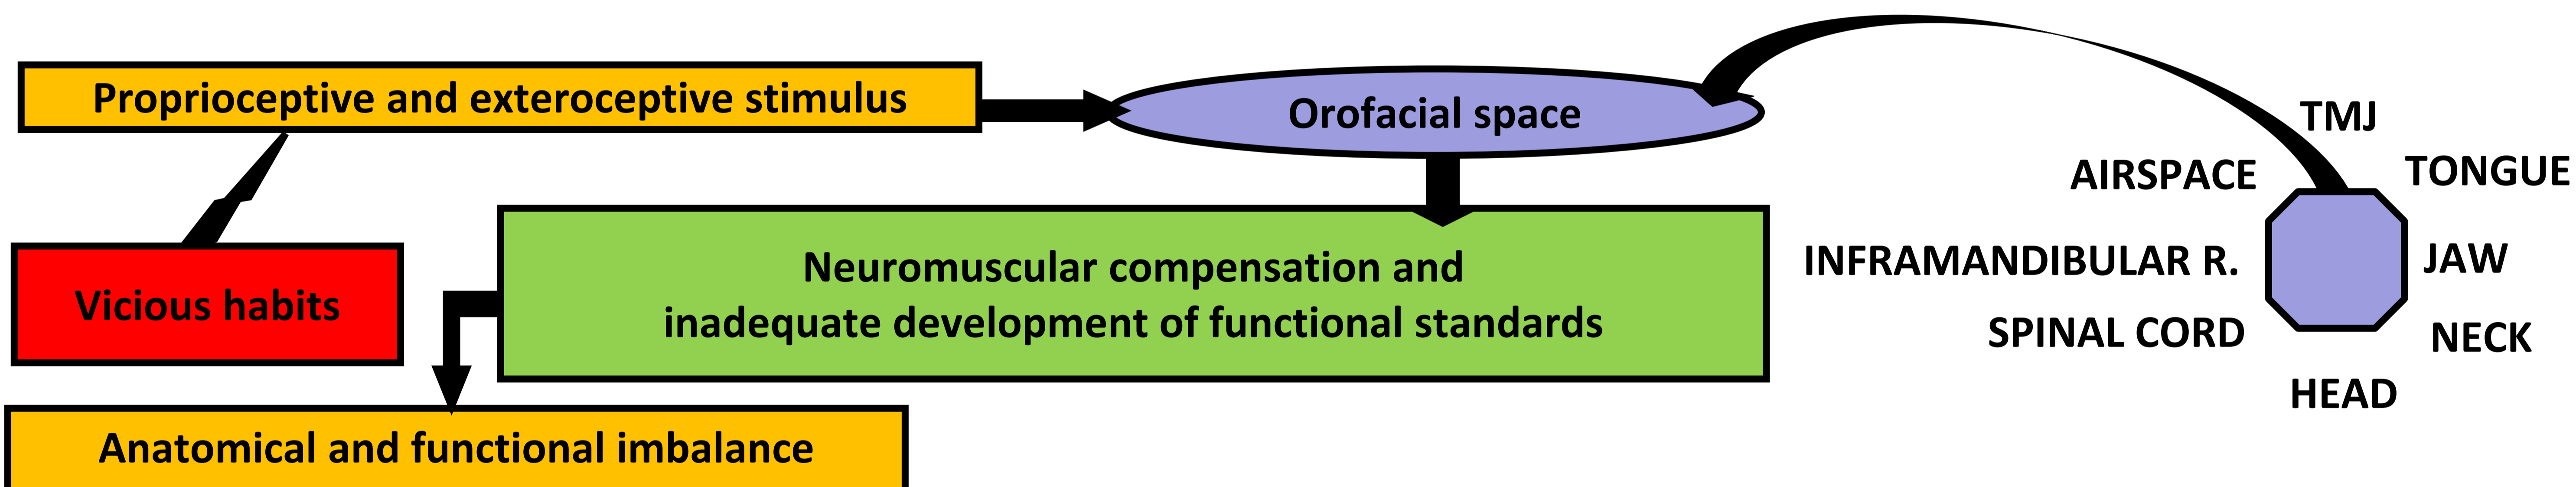 Proprioceptive and exteroceptive stimulus
Orofacial space
TMJ
AIRSPACE
TONGUE
INFRAMANDIBULAR R.
JAW
SPINAL CORD
NECK
HEAD
Vicious habits
Neuromuscular compensation and
inadequate development of functional standards
Anatomical and functional imbalance